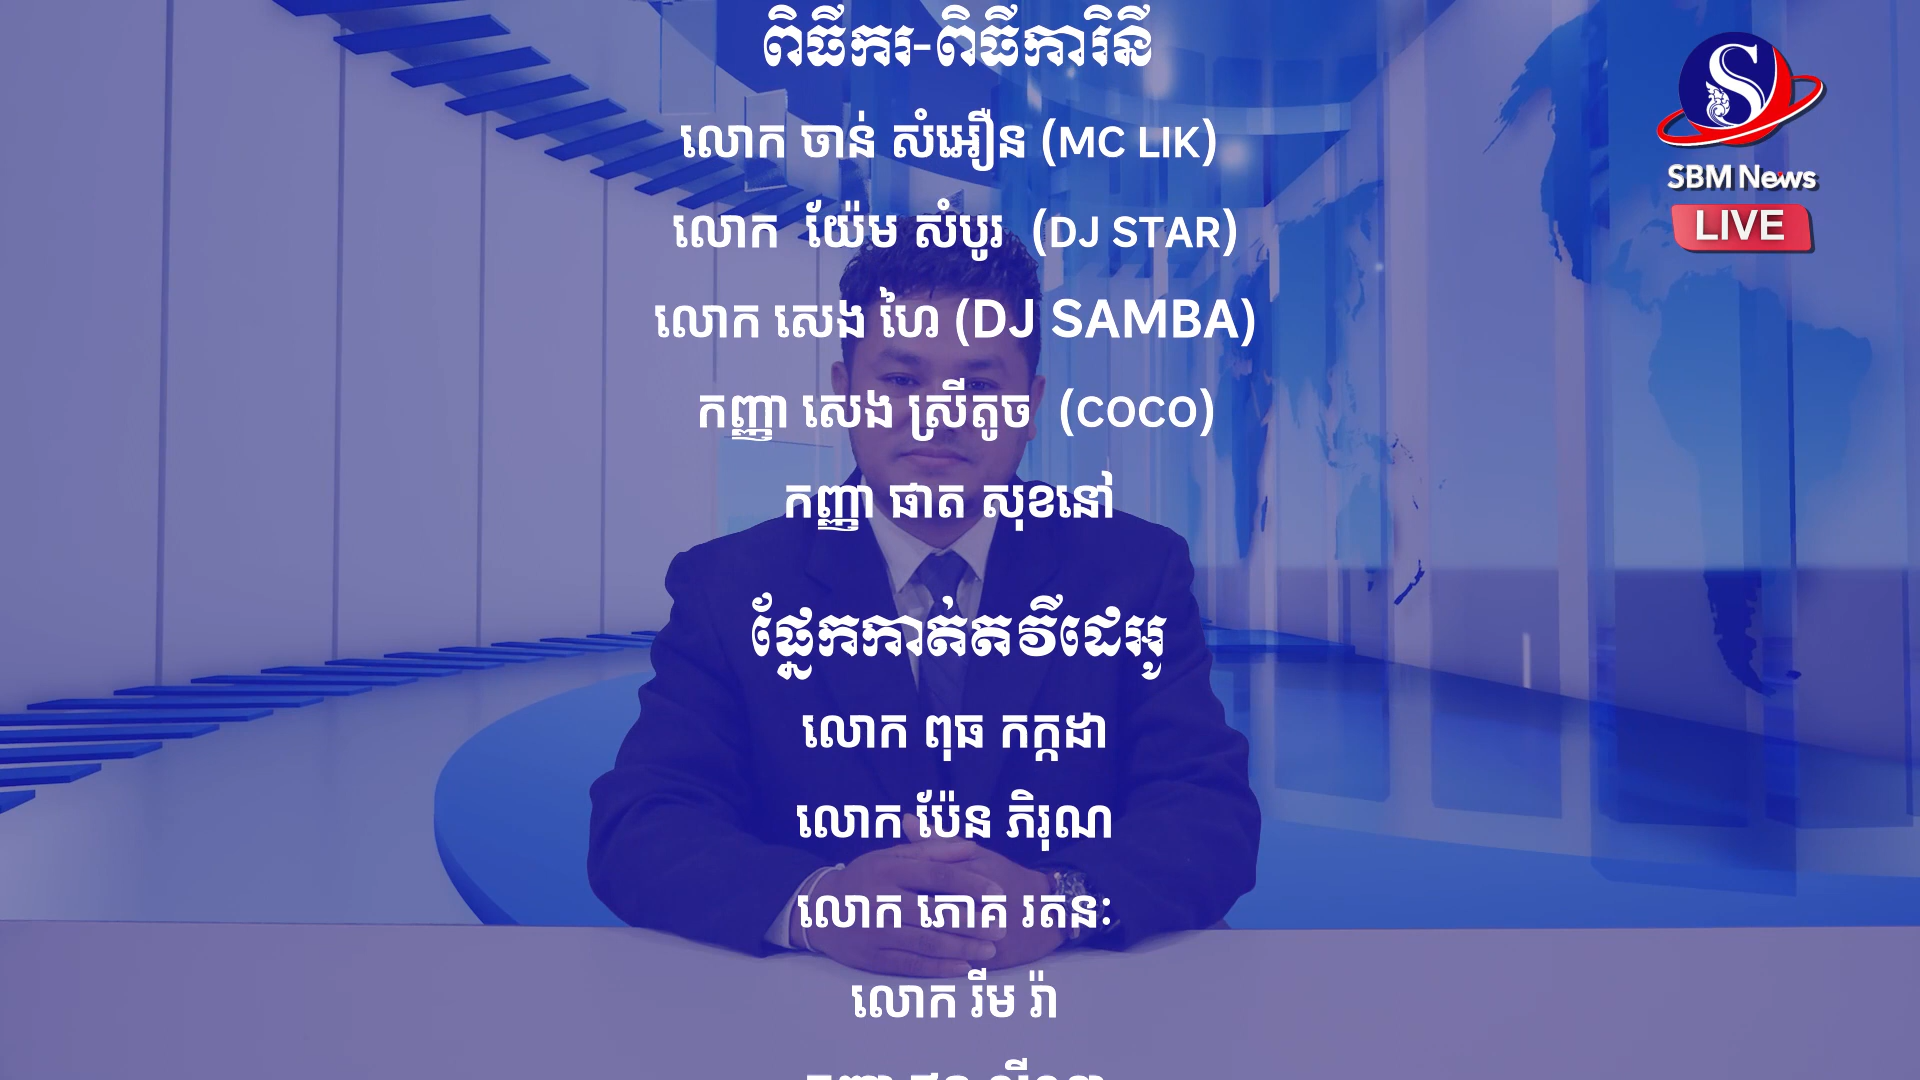 ពិធីករ-ពិធីការិនី
លោក ចាន់ សំអឿន (MC LIK)
លោក យ៉ែម សំបូរ (DJ STAR)
លោក សេង ហៃ (DJ SAMBA)
កញ្ញា សេង ស្រីតូច (COCO)
កញ្ញា ផាត សុខនៅ
ផ្នែកកាត់តវីដេអូ
លោក ពុធ កក្កដា
លោក ប៉ែន ភិរុណ
លោក ភោគ រតនៈ
លោក រីម រ៉ា
S
SBM News
LIVE